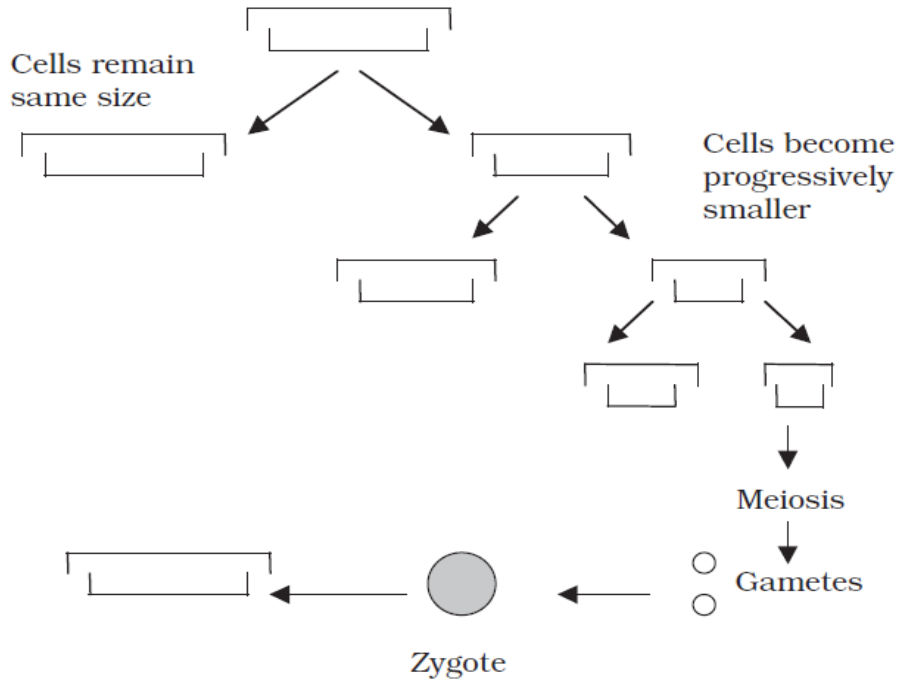 Cells remain
same size
Cells become
progressively
smaller
Meiosis
Gametes
Zygote